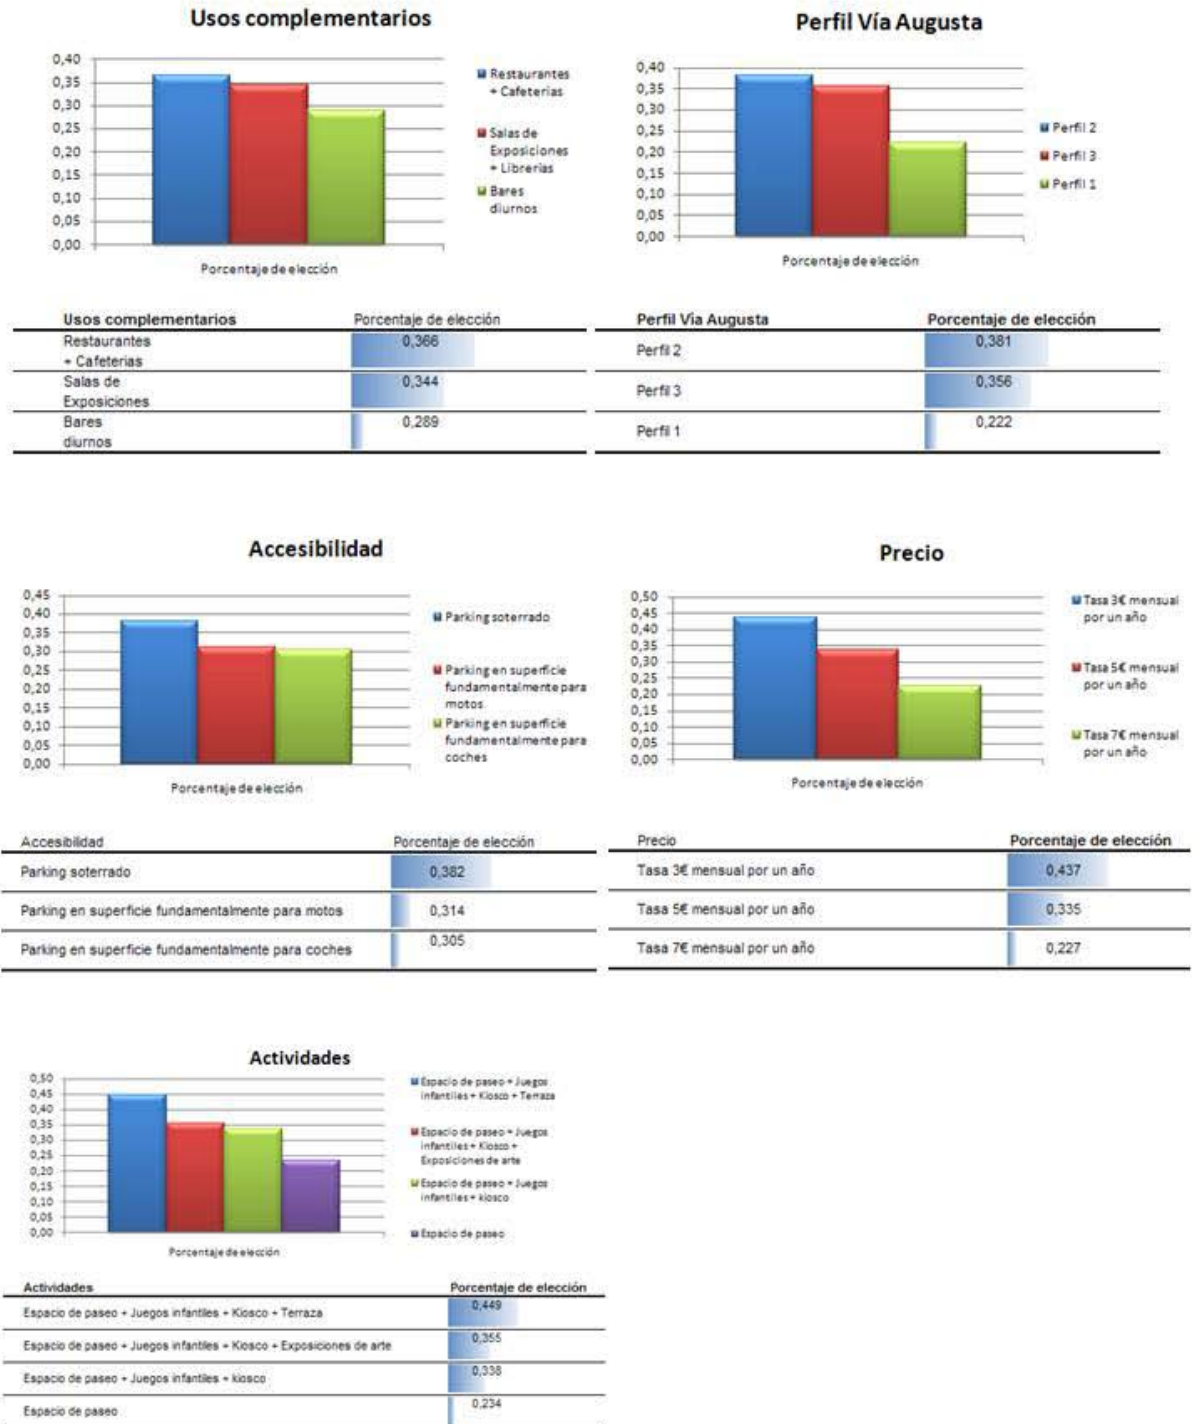 Usos complementarios
0,40
0,35
0,30
0,25
0,20
0,15
0,10
0,05
0,00
Porcentaje de elección
Restaurantes
+ Cafeterias
Salas de
Exposiciones
+ Librerias
Bares
diurnos
Perfil Vía Augusta
0,40
0,35
0,30
0,25
0,20
0,15
0,10
0,05
0,00
Porcentaje de elección
Perfil 2
Perfil 3
Perfil 1
Usos complementarios Porcentaje de elección
Restaurantes
+ Cafeterias
0,366
Salas de
Exposiciones
0,344
Bares
diurnos
0,289
Perfil Vía Augusta Porcentaje de elección
Perfil 2 0,381
Perfil 3 0,356
Perfil 1 0,222
Accesibilidad
0,45
0,40
0,35
0,30
0,25
0,20
0,15
0,10
0,05
0,00
Porcentaje de elección
Parking soterrado
Parking en superficie
fundamentalmente para
motos
Parking en superficie
fundamentalmente para
coches
Precio
0,50
0,45
0,40
0,35
0,30
0,25
0,20
0,15
0,10
0,05
0,00
Porcentaje de elección
Tasa 3€ mensual
por un año
Tasa 5€ mensual
por un año
Tasa 7€ mensual
por un año
Accesibilidad Porcentaje de elección
Parking soterrado 0,382
Parking en superficie fundamentalmente para motos 0,314
Parking en superficie fundamentalmente para coches 0,305
Precio Porcentaje de elección
Tasa 3€ mensual por un año 0,437
Tasa 5€ mensual por un año 0,335
Tasa 7€ mensual por un año 0,227
Actividades
0,50
0,45
0,40
0,35
0,30
0,25
0,20
0,15
0,10
0,05
0,00
Porcentaje de elección
Espacio de paseo + Juegos
infantiles + Kiosco + Terraza
Espacio de paseo + Juegos
infantiles + Kiosco +
Exposiciones de arte
Espacio de paseo + Juegos
infantiles + kiosco
Espacio de paseo
Actividades Porcentaje de elección
Espacio de paseo + Juegos infantiles + Kiosco + Terraza 0,449
Espacio de paseo + Juegos infantiles + Kiosco + Exposiciones de arte 0,355
Espacio de paseo + Juegos infantiles + kiosco 0,338
Espacio de paseo 0,234